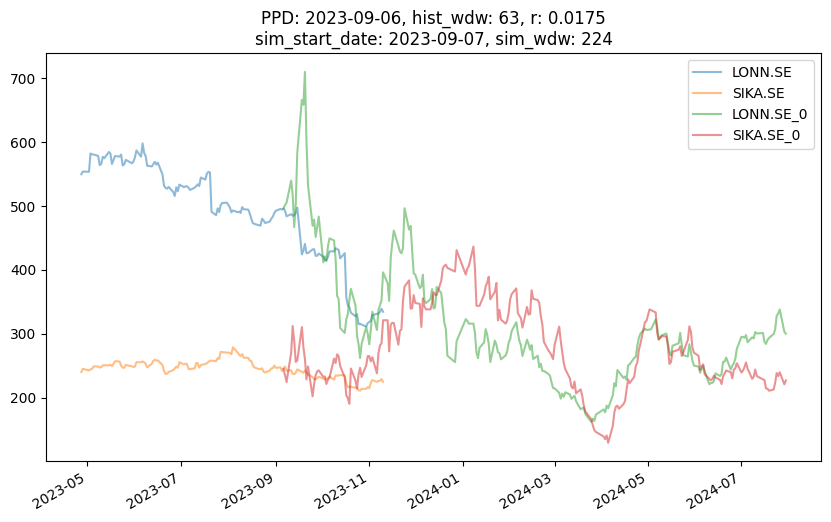 PPD: 2023-09-06, hist_wdw: 63, r: 0.0175
sim_start_date: 2023-09-07, sim_wdw: 224
LONN.SE
SIKA.SE
LONN.SE_0
SIKA.SE_0
700
600
500
400
300
200
2023-05
2023-07
2023-09
2023-11
2024-01
2024-03
2024-05
2024-07